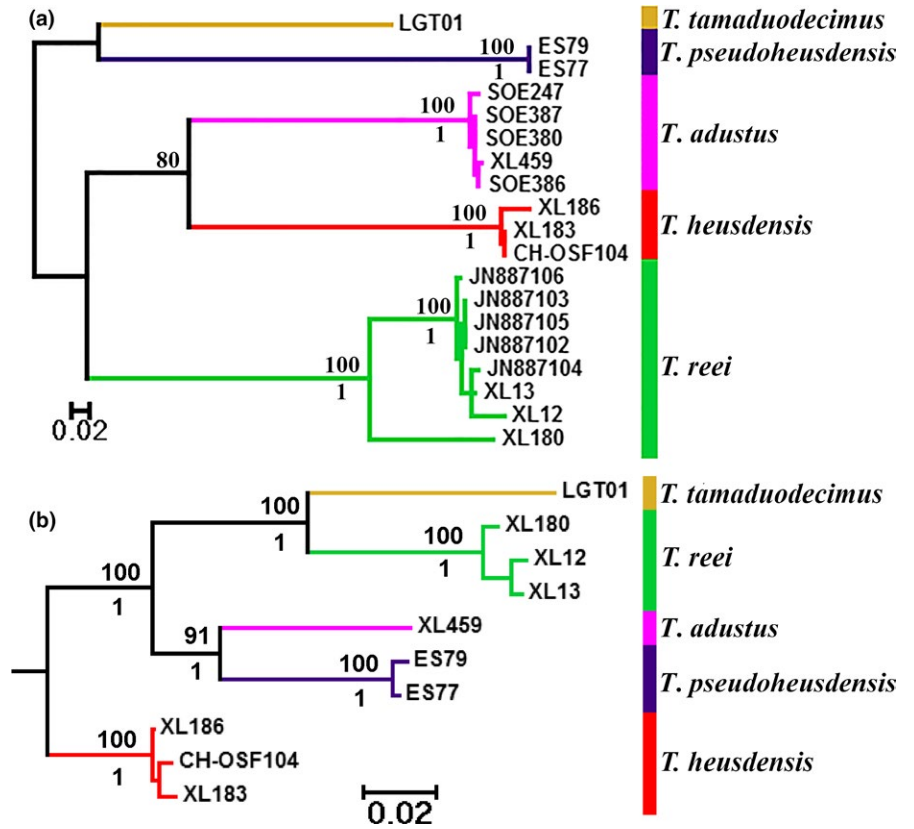 (a)
LGT01
T. tamaduodecimus
100
1
ES79
ES77
T. pseudoheusdensis
100
1
SOE247
SOE387
SOE380
XL459
SOE386
T. adustus
80
100
1
XL186
XL183
CH-OSF104
T. heusdensis
100
1
100
1
JN887106
JN887103
JN887105
JN887102
JN887104
XL13
XL12
XL180
T. reei
0.02
(b)
100
1
LGT01
T. tamaduodecimus
100
1
XL180
XL12
XL13
T. reei
100
1
91
1
XL459
T. adustus
100
1
ES79
ES77
T. pseudoheusdensis
100
1
XL186
CH-OSF104
XL183
T. heusdensis
0.02